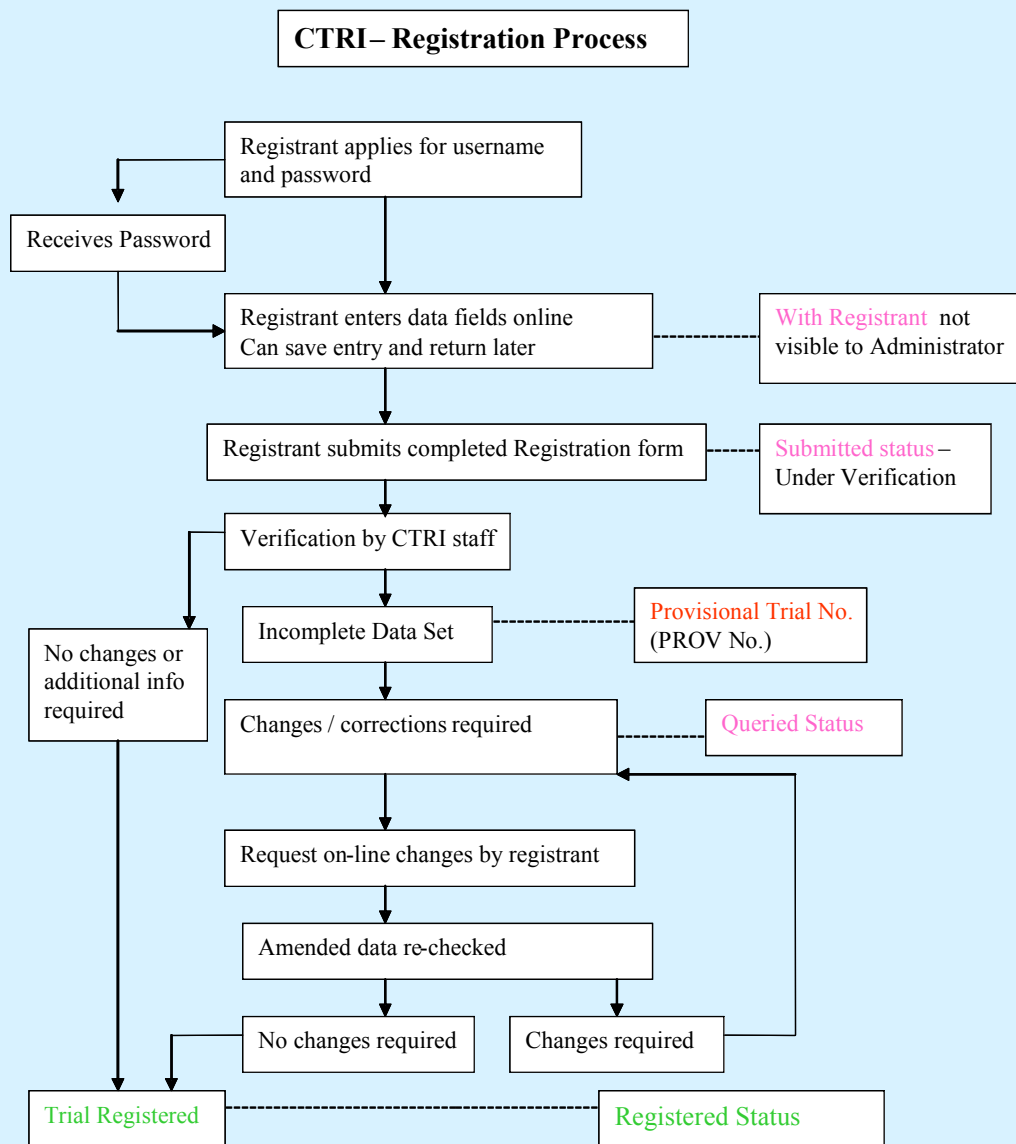 CTRI – Registration Process
Registrant applies for username
and password
Receives Password
Registrant enters data fields online
Can save entry and return later
With Registrant not
visible to Administrator
Registrant submits completed Registration form
Submitted status –
Under Verification
Verification by CTRI staff
Incomplete Data Set
Provisional Trial No.
(PROV No.)
No changes or
additional info
required
Changes / corrections required
Queried Status
Request on-line changes by registrant
Amended data re-checked
No changes required
Changes required
Trial Registered
Registered Status